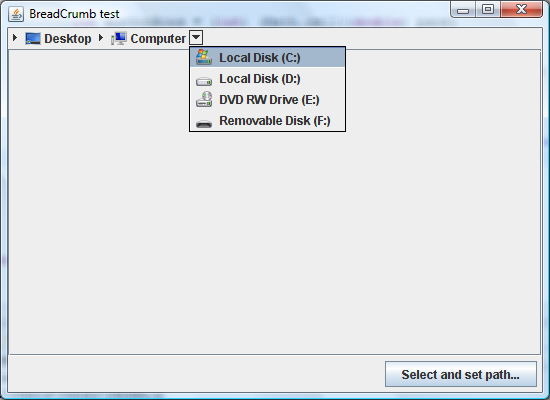 BreadCrumb test
Desktop Computer
Local Disk (C:)
Local Disk (D:)
DVD RW Drive (E:)
Removable Disk (F:)
Select and set path...